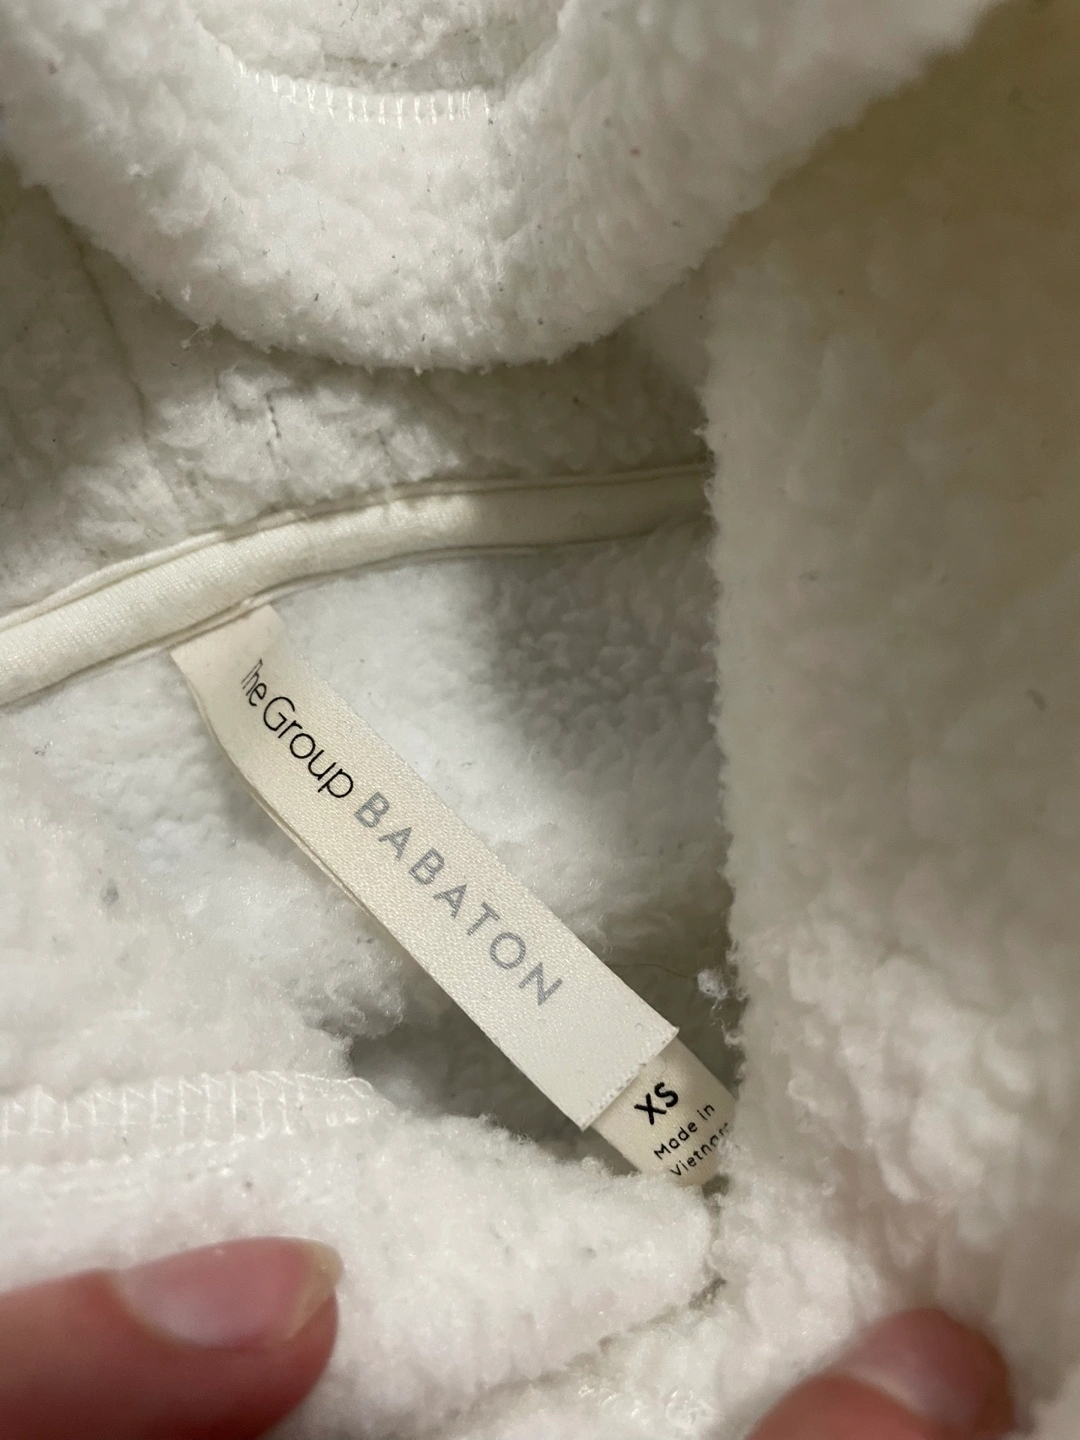 The Group BABATON
XS
Made in
Vietnam